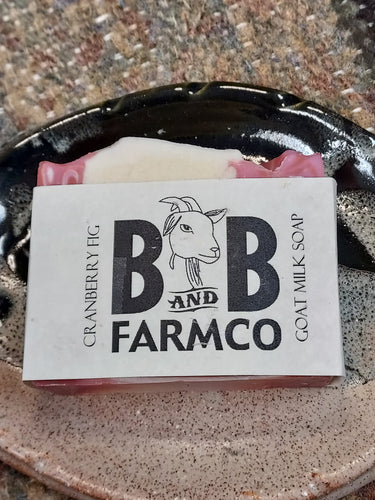 CRANBERRY FIG
B AND B
FARMCO
GOAT MILK SOAP